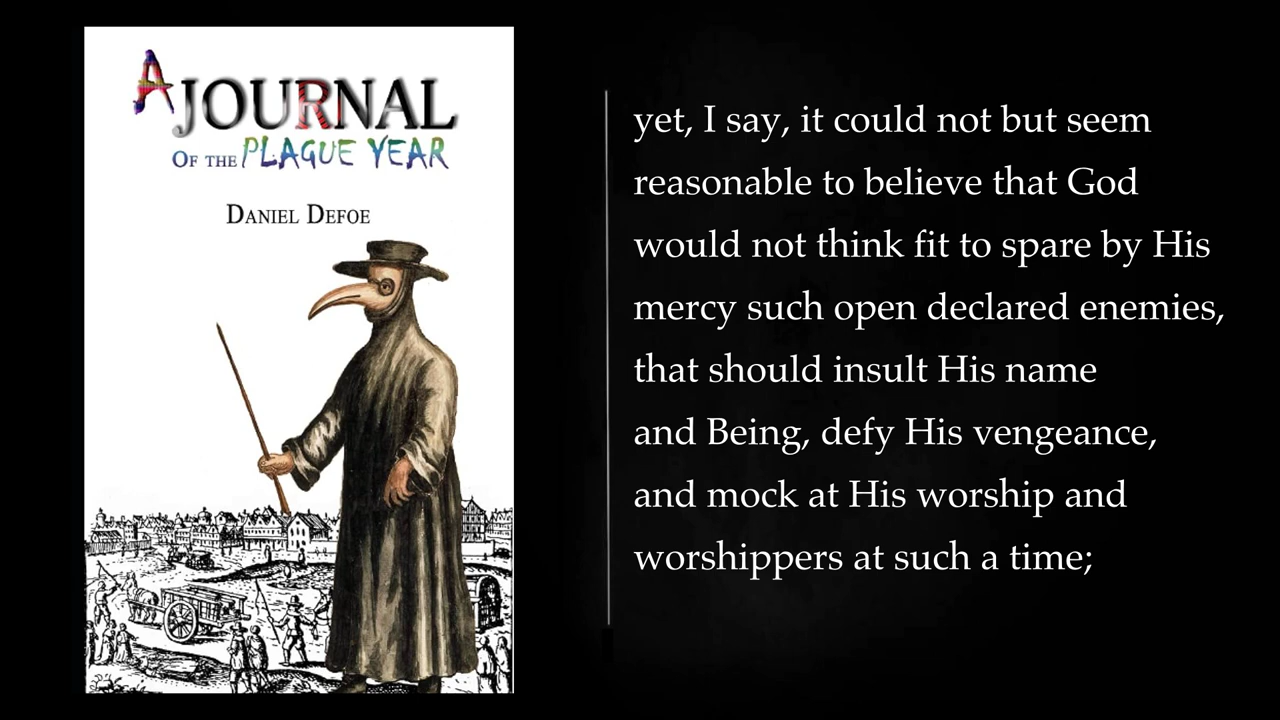 A JOURNAL
OF THE PLAGUE YEAR
DANIEL DEFOE
yet, I say, it could not but seem
reasonable to believe that God
would not think fit to spare by His
mercy such open declared enemies,
that should insult His name
and Being, defy His vengeance,
and mock at His worship and
worshippers at such a time;